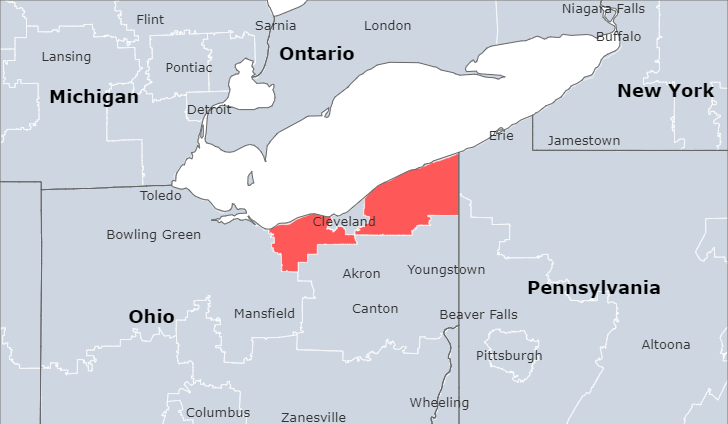 Niagara Falls
Flint
Sarnia
London
Buffalo
Ontario
Lansing
Pontiac
New York
Michigan
Detroit
Erie
Jamestown
Toledo
Cleveland
Bowling Green
Akron
Youngstown
Pennsylvania
Ohio
Mansfield
Canton
Beaver Falls
Pittsburgh
Altoona
Wheeling
Columbus
Zanesville